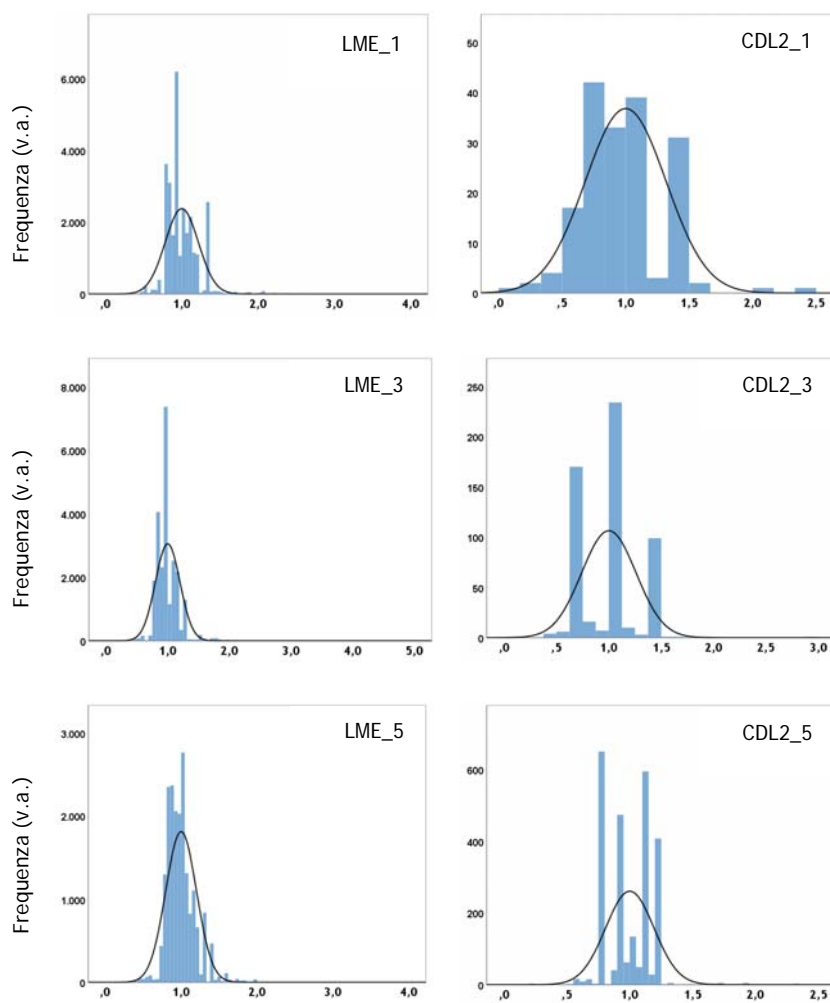 LME_1
Frequenza (v.a.)
6.000
4.000
2.000
0
,0 1,0 2,0 3,0 4,0
CDL2_1
50
40
30
20
10
0
,0 ,5 1,0 1,5 2,0 2,5
LME_3
Frequenza (v.a.)
8.000
6.000
4.000
2.000
0
,0 1,0 2,0 3,0 4,0 5,0
CDL2_3
250
200
150
100
50
0
,0 ,5 1,0 1,5 2,0 2,5 3,0
LME_5
Frequenza (v.a.)
3.000
2.000
1.000
0
,0 1,0 2,0 3,0 4,0
CDL2_5
600
400
200
0
,0 ,5 1,0 1,5 2,0 2,5